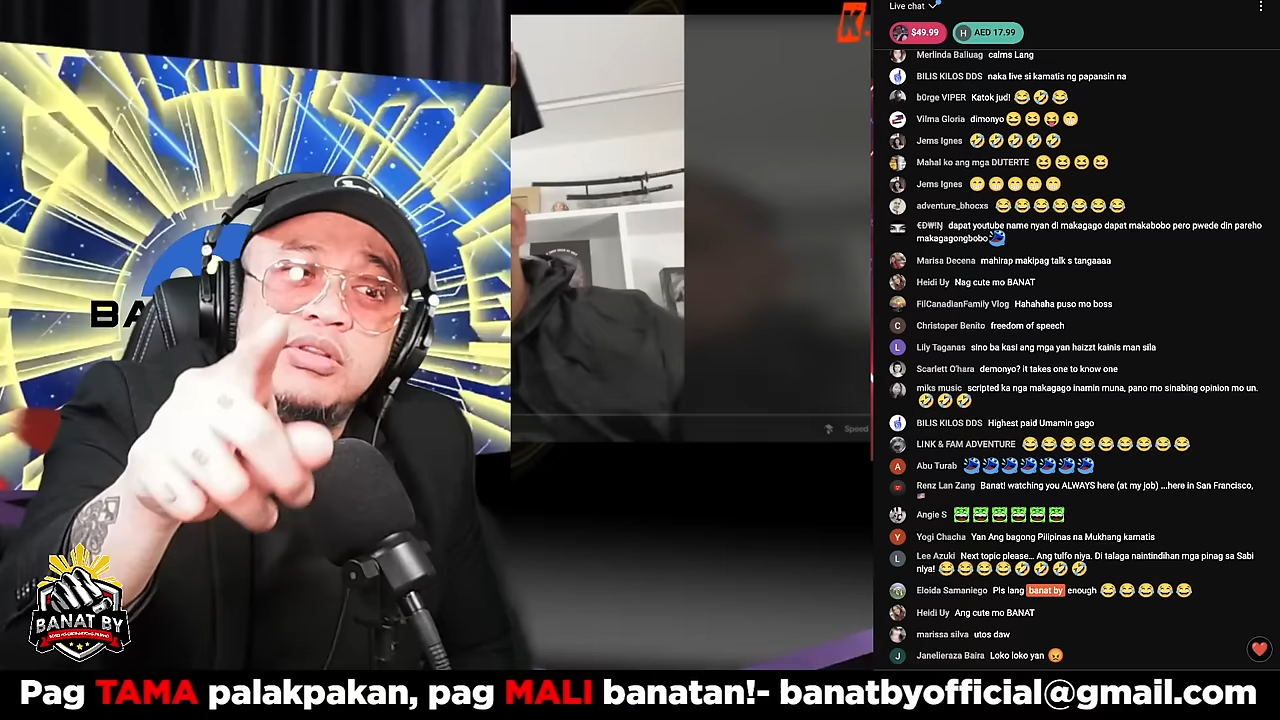 Live chat
$49.99
H AED 17.99
Merlinda Baliuag calms Lang
BILIS KILOS DDS naka live si kamatis ng papansin na
b0rge VIPER Katok jud! 😂🤣😂
Vilma Gloria dimonyo😆😆😝😁
Jems Ignes 🤣🤣🤣🤣🤣
Mahal ko ang mga DUTERTE 😆😆😆😆
Jems Ignes 😁😁😁😁😁
adventure_bhocxs 😂😂😂😂😂😂😂
€D₩IŅ dapat youtube name nyan di makagago dapat makabobo pero pwede din pareho
makagagongbobo
Marisa Decena mahirap makipag talk s tangaaaa
Heidi Uy Nag cute mo BANAT
FilCanadianFamily Vlog Hahahaha puso mo boss
C Christoper Benito freedom of speech
L Lily Taganas sino ba kasi ang mga yan haizzt kainis man sila
Scarlett O'hara demonyo? it takes one to know one
miks music scripted ka nga makagago inamin muna, pano mo sinabing opinion mo un.
🤣🤣🤣
BILIS KILOS DDS Highest paid Umamin gago
LINK & FAM ADVENTURE 😂😂😂😂😂😂😂😂😂
A Abu Turab
Renz Lan Zang Banat! watching you ALWAYS here (at my job) ...here in San Francisco,
🇺🇸
Angie S
Y Yogi Chacha Yan Ang bagong Pilipinas na Mukhang kamatis
L Lee Azuki Next topic please... Ang tulfo niya. Di talaga naintindihan mga pinag sa Sabi
niya! 😂😂😂😂🤣🤣🤣🤣
Eloida Samaniego Pls lang banat by enough 😂😂😂😂😂
Heidi Uy Ang cute mo BANAT
marissa silva utos daw
J Janelieraza Baira Loko loko yan 😡
K
BA
Speed
BANAT BY
Pag TAMA palakpakan, pag MALI banatan!- banatbyofficial@gmail.com